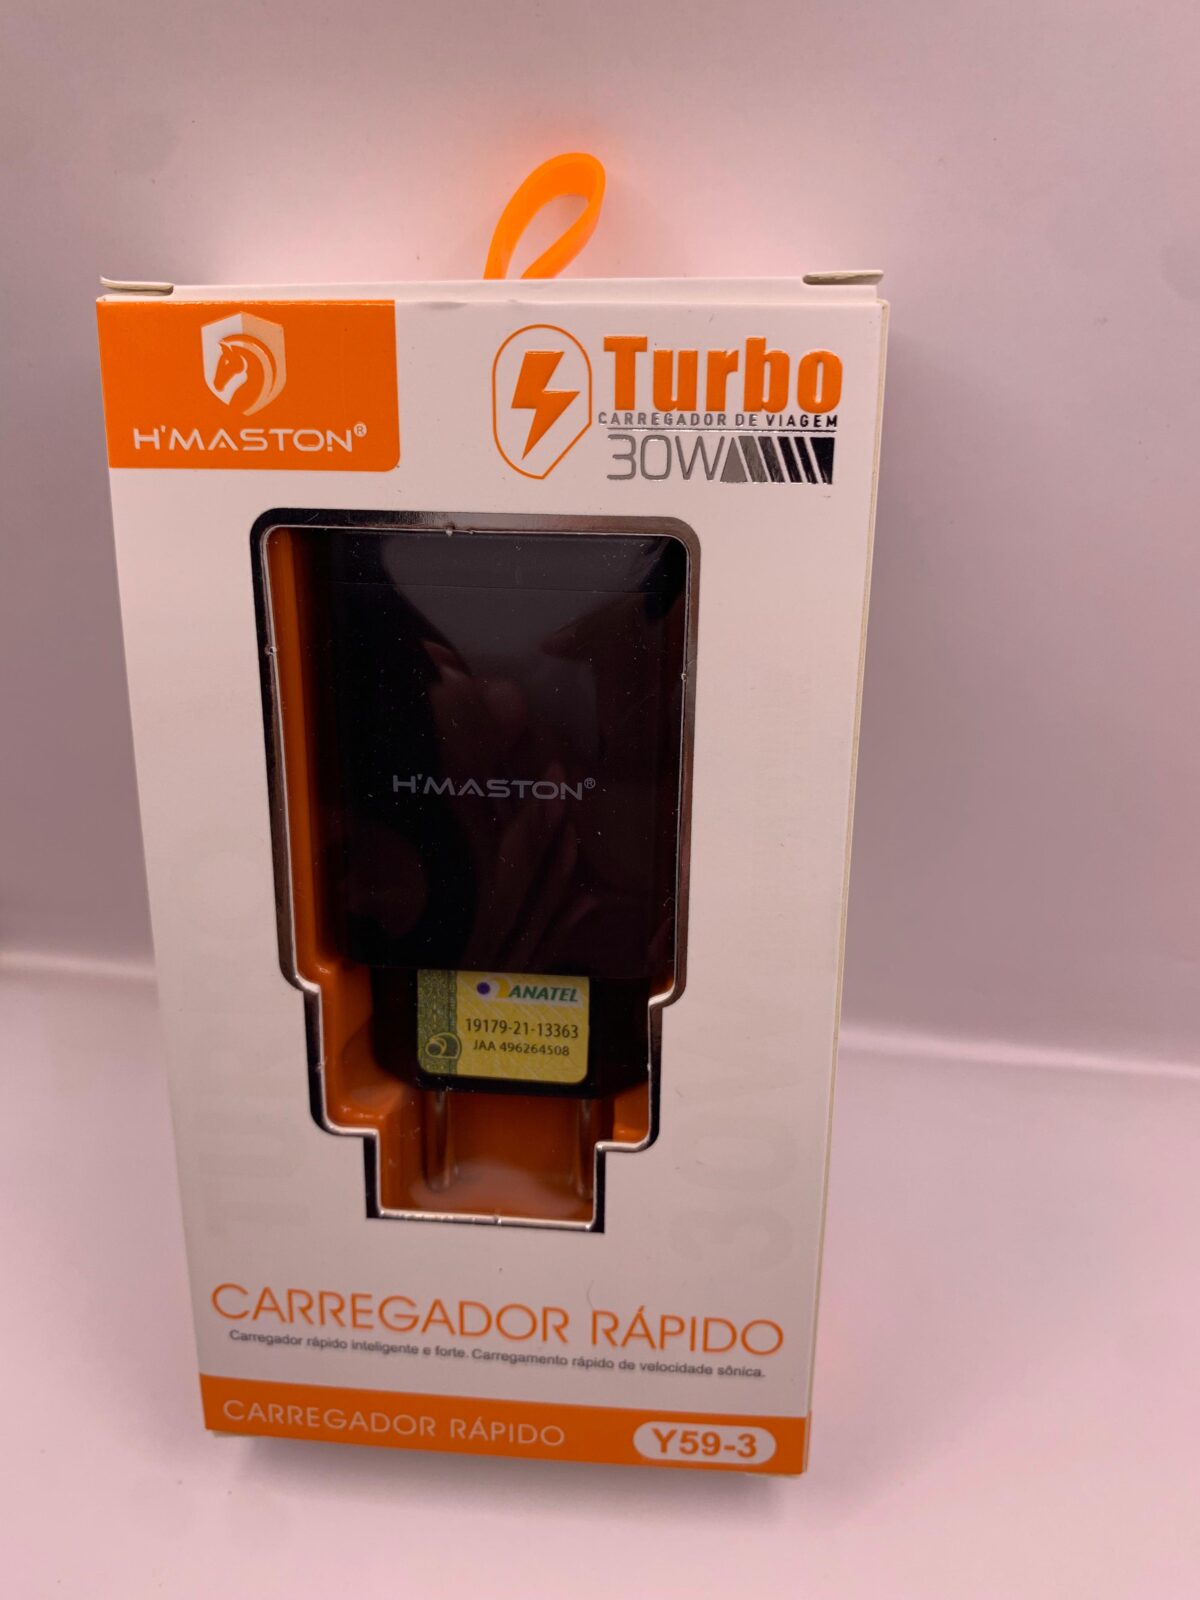 H'MASTON®
Turbo
CARREGADOR DE VIAGEM
30W
H'MASTON®
ANATEL
19179-21-13363
JAA 496264508
CARREGADOR RÁPIDO
Carregador rápido inteligente e forte. Carregamento rápido de velocidade sônica.
CARREGADOR RÁPIDO
Y59-3